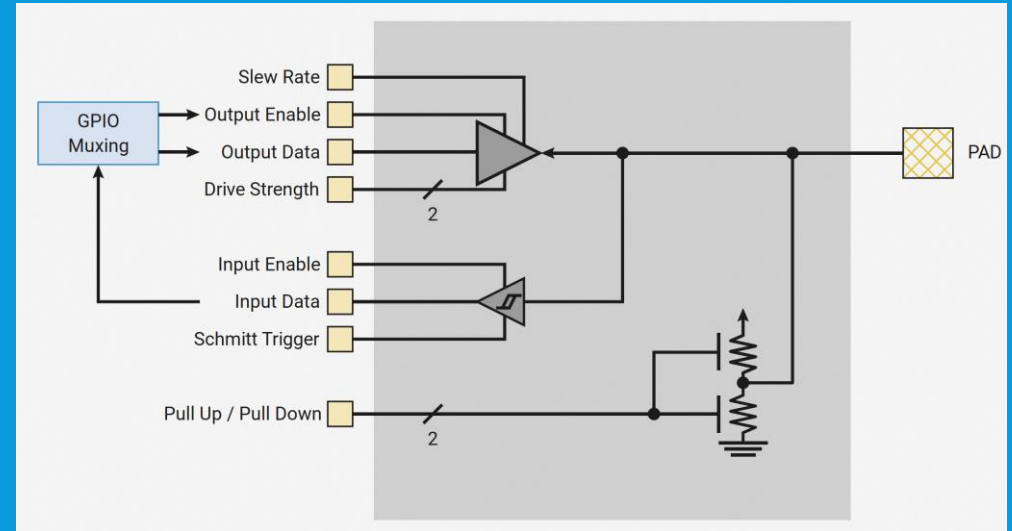 Slew Rate
GPIO
Muxing
Output Enable
Output Data
PAD
Drive Strength
2
Input Enable
Input Data
Schmitt Trigger
Pull Up / Pull Down
2